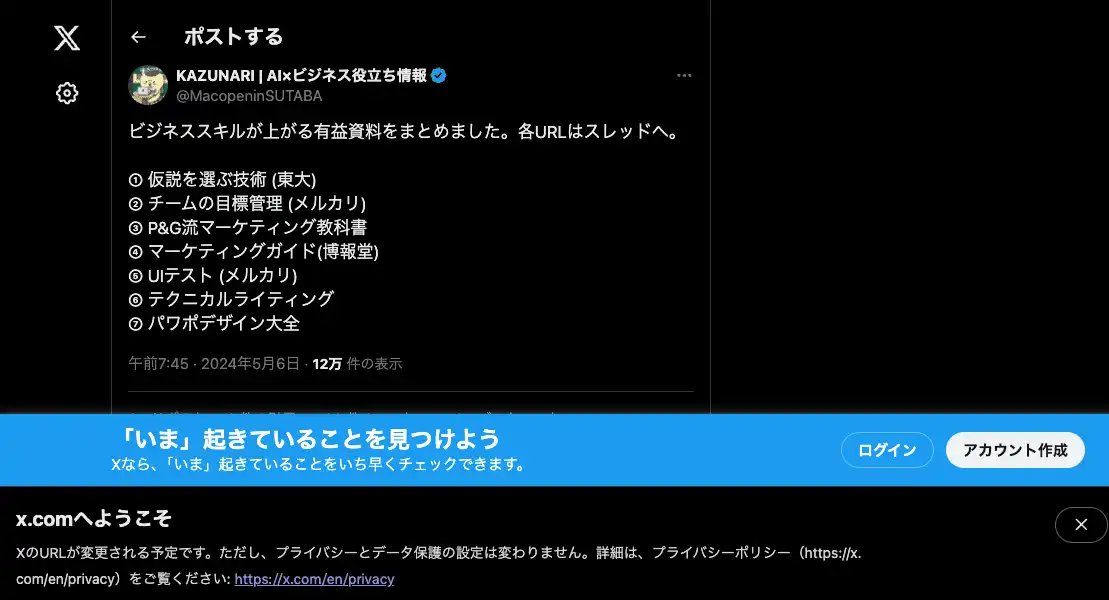 ポストする
KAZUNARI | AI×ビジネス役立ち情報
@MacopeninSUTABA
ビジネススキルが上がる有益資料をまとめました。各URLはスレッドへ。
① 仮説を選ぶ技術 (東大)
② チームの目標管理 (メルカリ)
③ P&G流マーケティング教科書
④ マーケティングガイド(博報堂)
⑤ UIテスト (メルカリ)
⑥ テクニカルライティング
⑦ パワポデザイン大全
午前7:45 · 2024年5月6日 · 12万 件の表示
「いま」起きていることを見つけよう
Xなら、「いま」起きていることをいち早くチェックできます。
ログイン
アカウント作成
x.comへようこそ
XのURLが変更される予定です。ただし、プライバシーとデータ保護の設定は変わりません。詳細は、プライバシーポリシー（https://x.
com/en/privacy）をご覧ください: https://x.com/en/privacy